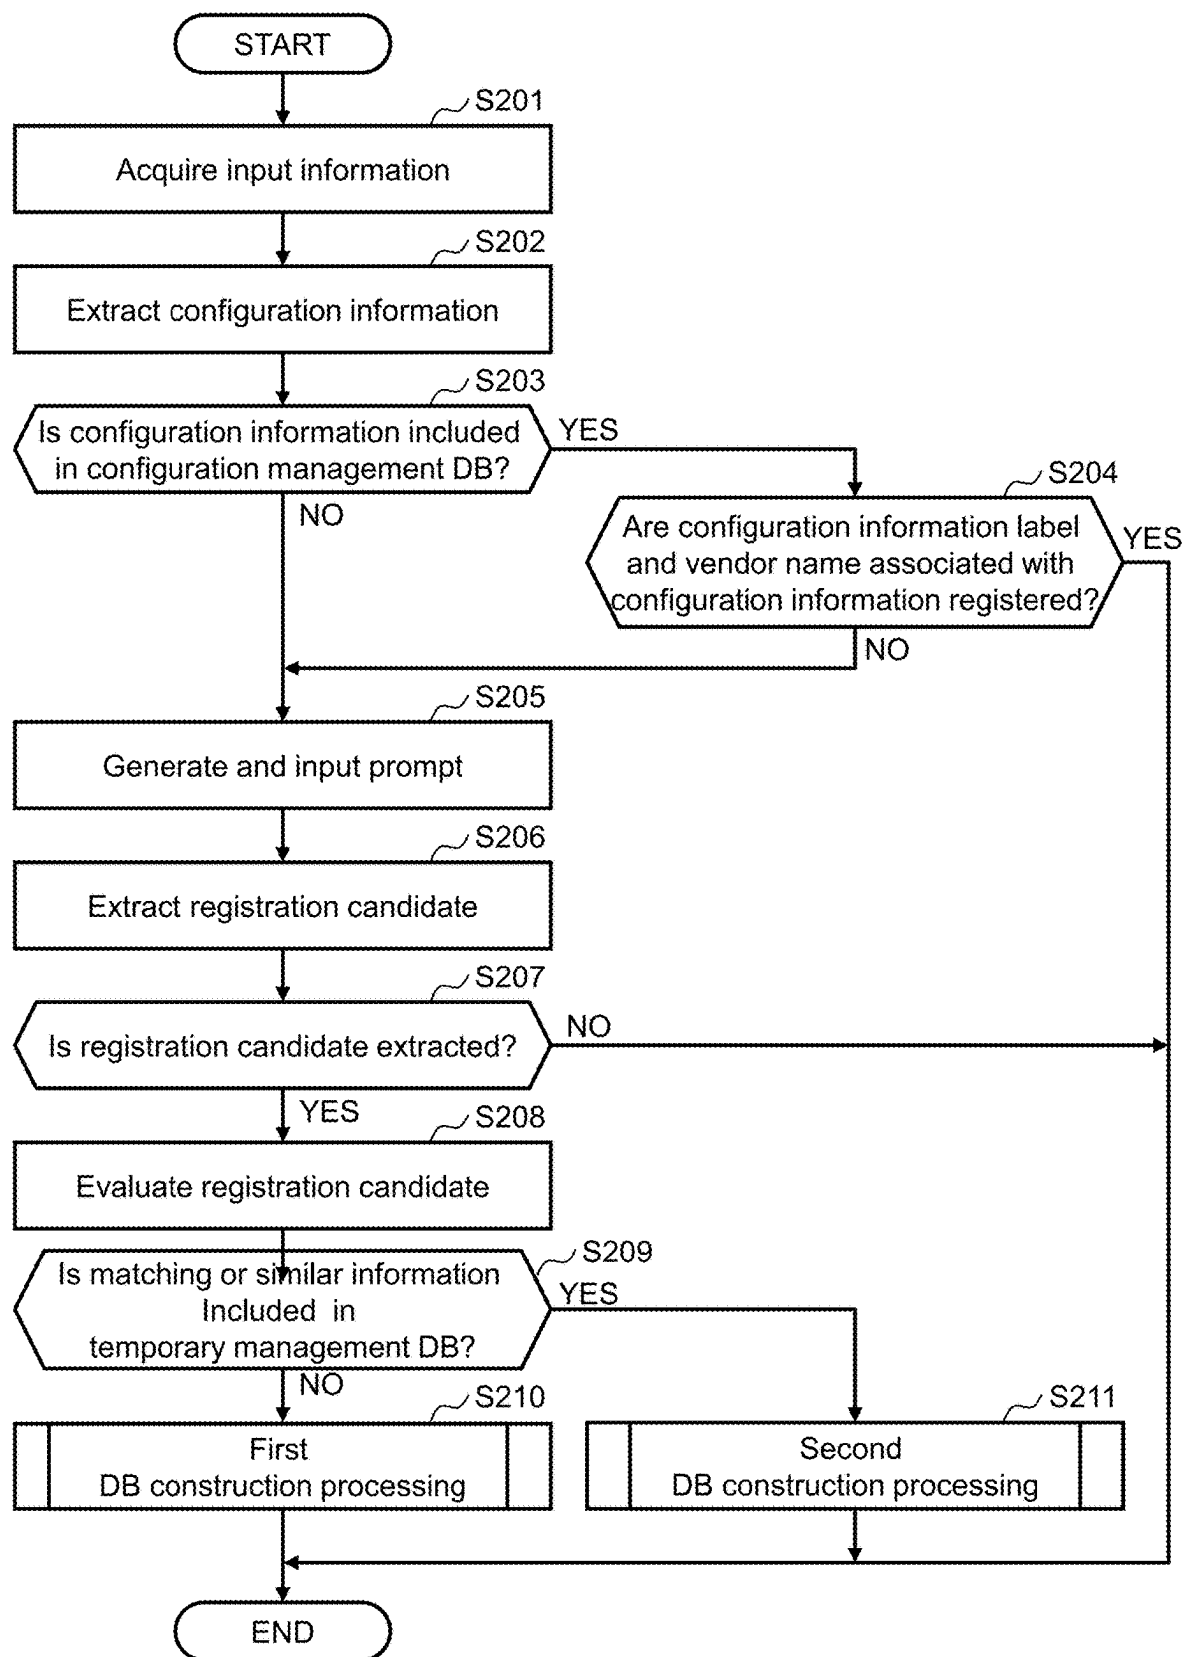 START
S201
Acquire input information
S202
Extract configuration information
S203
Is configuration information included
in configuration management DB?
YES
NO
S204
Are configuration information label
and vendor name associated with
configuration information registered?
YES
NO
S205
Generate and input prompt
S206
Extract registration candidate
S207
Is registration candidate extracted?
NO
YES
S208
Evaluate registration candidate
S209
Is matching or similar information
Included in
temporary management DB?
YES
NO
S210
First
DB construction processing
S211
Second
DB construction processing
END